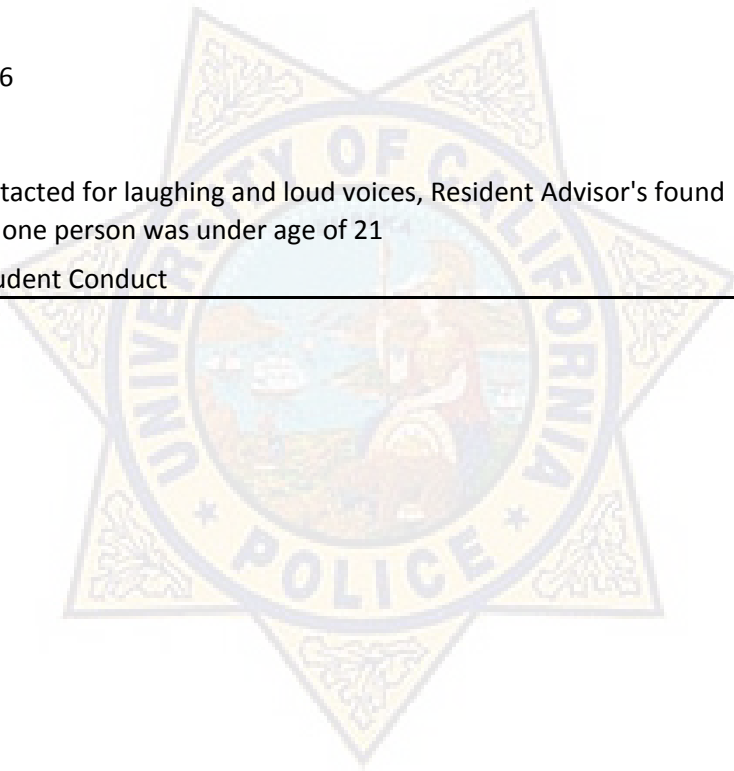 6
tacted for laughing and loud voices, Resident Advisor's found
one person was under age of 21
udent Conduct
UNIVERSITY OF CALIFORNIA
POLICE